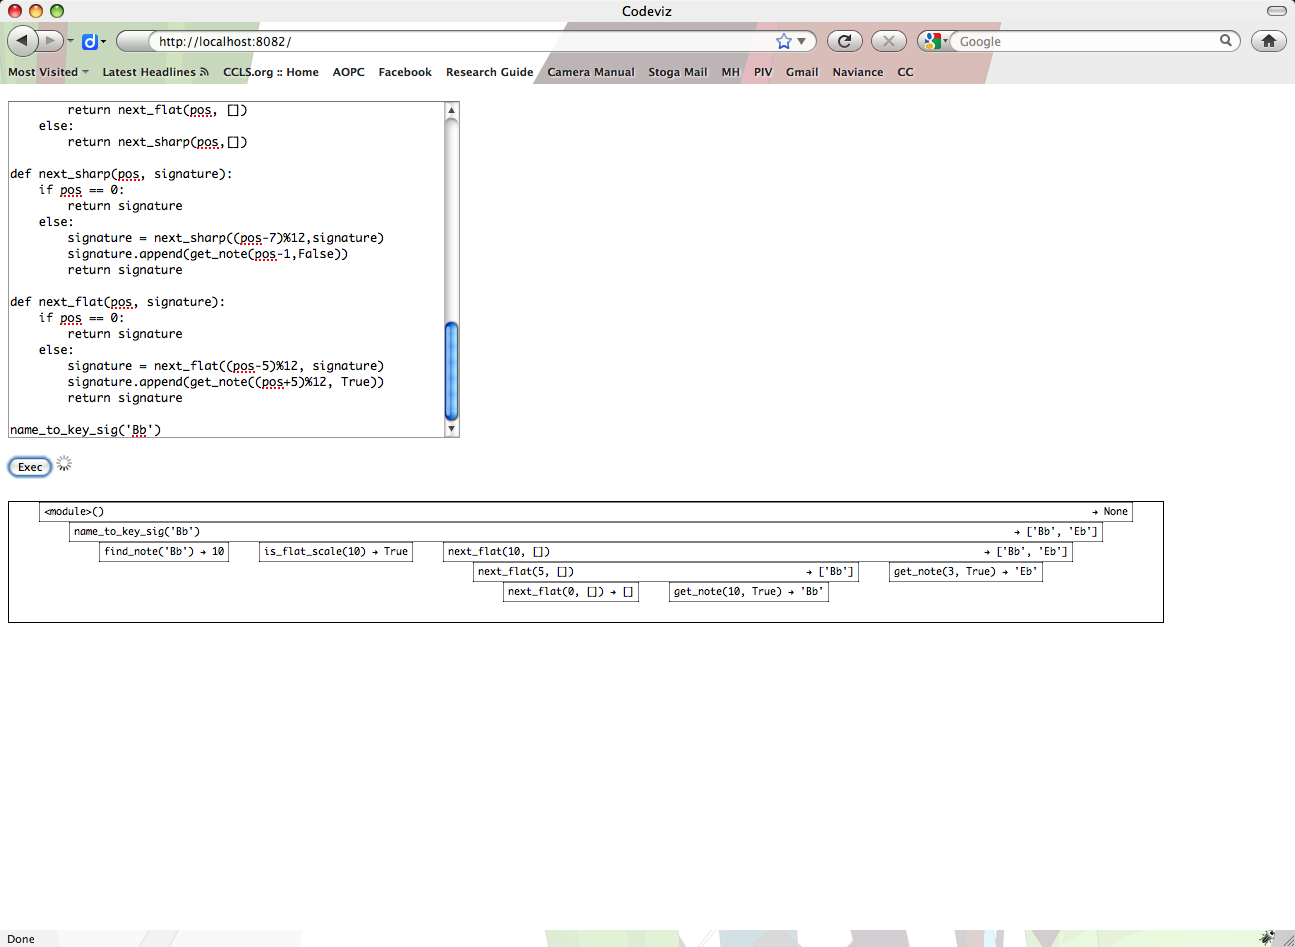 Codeviz
http://localhost:8082/
Google
Most Visited Latest Headlines CCLS.org :: Home AOPC Facebook Research Guide Camera Manual Stoga Mail MH PIV Gmail Naviance CC
        return next_flat(pos, [])
    else:
        return next_sharp(pos,[])
def next_sharp(pos, signature):
    if pos == 0:
        return signature
    else:
        signature = next_sharp((pos-7)%12,signature)
        signature.append(get_note(pos-1,False))
        return signature
def next_flat(pos, signature):
    if pos == 0:
        return signature
    else:
        signature = next_flat((pos-5)%12, signature)
        signature.append(get_note((pos+5)%12, True))
        return signature
name_to_key_sig('Bb')
Exec
<module>() → None
name_to_key_sig('Bb') → ['Bb', 'Eb']
find_note('Bb') → 10 is_flat_scale(10) → True next_flat(10, []) → ['Bb', 'Eb']
next_flat(5, []) → ['Bb'] get_note(3, True) → 'Eb'
next_flat(0, []) → [] get_note(10, True) → 'Bb'
Done